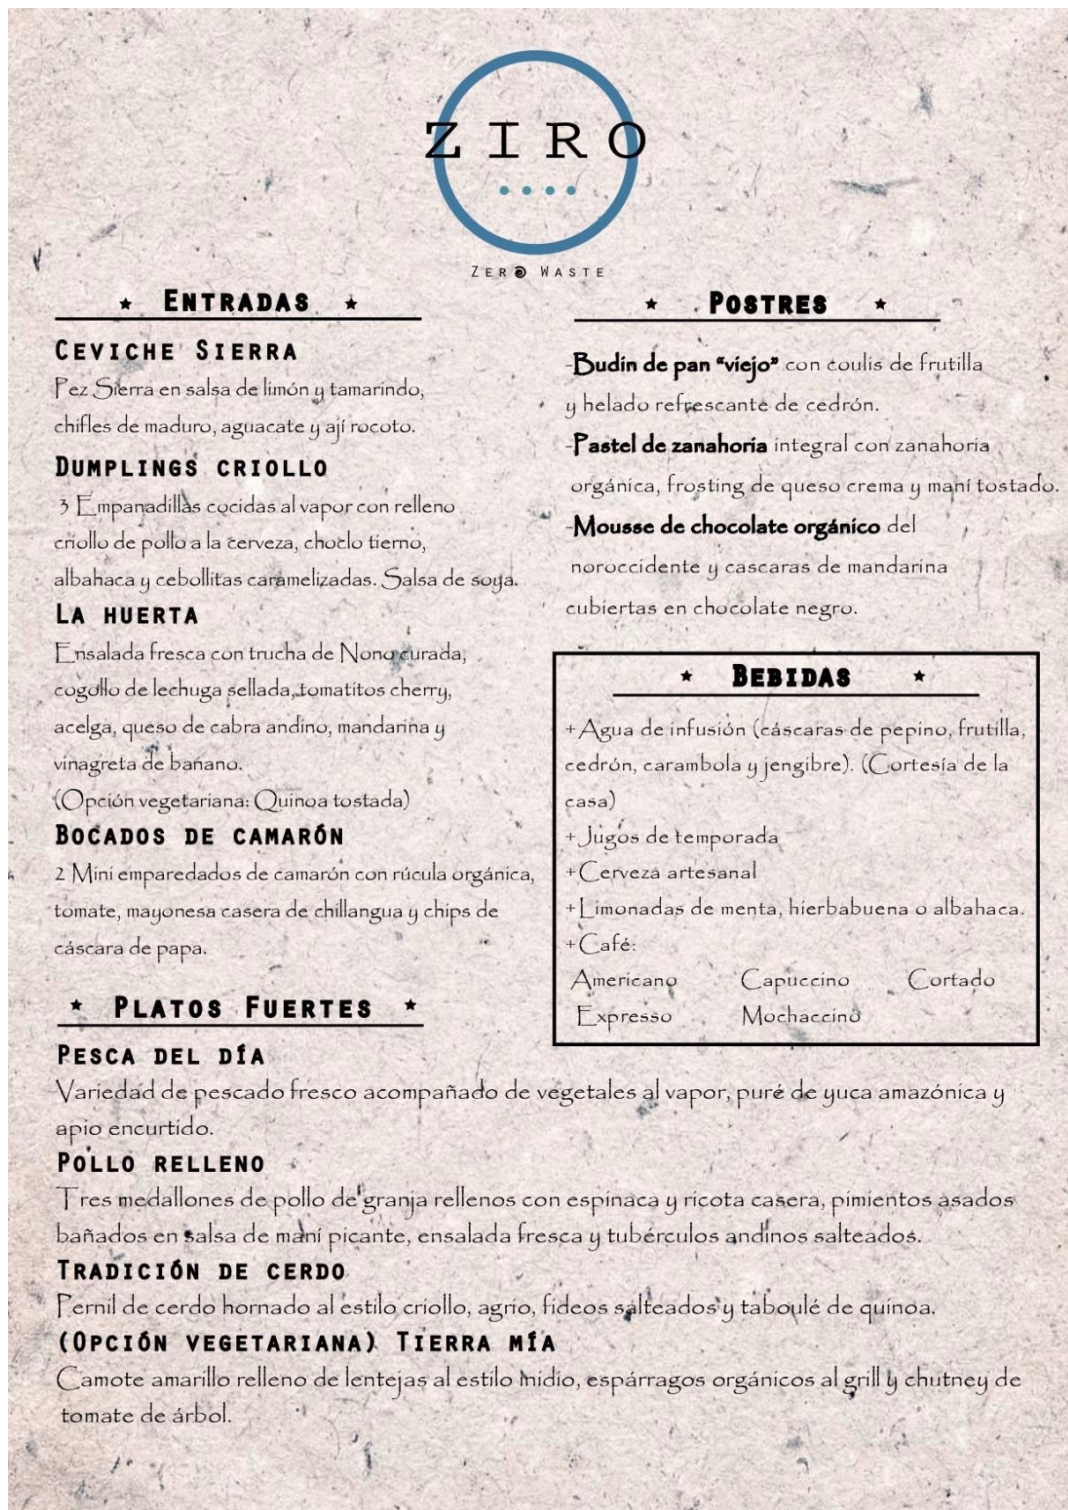 ZIRO
ZERO WASTE
ENTRADAS
CEVICHE SIERRA
Pez Sierra en salsa de limón y tamarindo,
chifles de maduro, aguacate y ají rocoto.
DUMPLINGS CRIOLLO
3 Empanadillas cocidas al vapor con relleno
criollo de pollo a la cerveza, choclo tierno,
albahaca y cebollitas caramelizadas. Salsa de soya.
LA HUERTA
Ensalada fresca con trucha de Nono curada,
cogollo de lechuga sellada, tomatitos cherry,
acelga, queso de cabra andino, mandarina y
vinagreta de banano.
(Opción vegetariana: Quinoa tostada)
BOCADOS DE CAMARÓN
2 Mini emparedados de camarón con rúcula orgánica,
tomate, mayonesa casera de chillangua y chips de
cáscara de papa.
POSTRES
-Budín de pan “viejo” con coulis de frutilla
y helado refrescante de cedrón.
-Pastel de zanahoria integral con zanahoria
orgánica, frosting de queso crema y maní tostado.
-Mousse de chocolate orgánico del
noroccidente y cascaras de mandarina
cubiertas en chocolate negro.
BEBIDAS
+Agua de infusión (cáscaras de pepino, frutilla,
cedrón, carambola y jengibre). (Cortesía de la
casa)
+Jugos de temporada
+Cerveza artesanal
+Limonadas de menta, hierbabuena o albahaca.
+Café:
Americano Capuccino Cortado
Expresso Mochaccino
PLATOS FUERTES
PESCA DEL DÍA
Variedad de pescado fresco acompañado de vegetales al vapor, puré de yuca amazónica y
apio encurtido.
POLLO RELLENO
Tres medallones de pollo de granja rellenos con espinaca y ricota casera, pimientos asados
bañados en salsa de maní picante, ensalada fresca y tubérculos andinos salteados.
TRADICIÓN DE CERDO
Pernil de cerdo hornado al estilo criollo, agrio, fideos salteados y taboulé de quinoa.
(OPCIÓN VEGETARIANA) TIERRA MÍA
Camote amarillo relleno de lentejas al estilo midio, espárragos orgánicos al grill y chutney de
tomate de árbol.